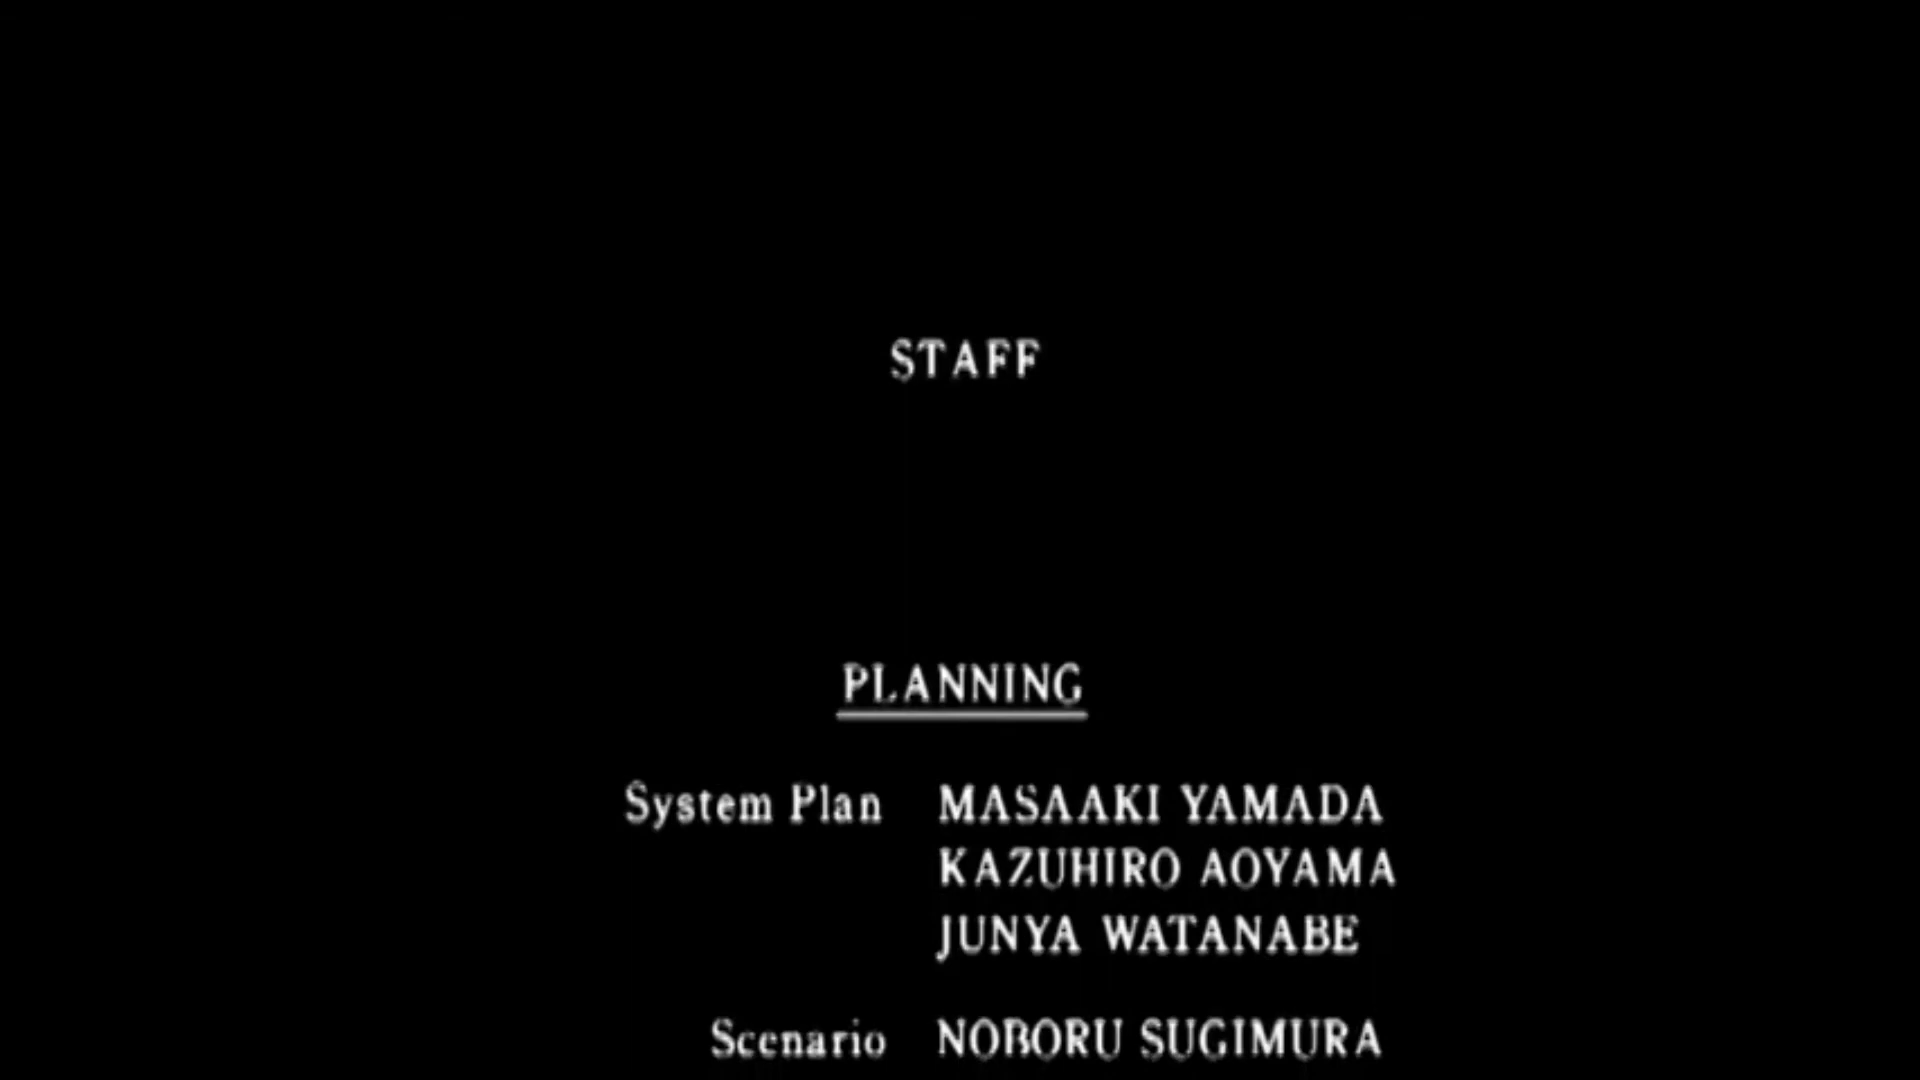 STAFF
PLANNING
System Plan MASAAKI YAMADA
KAZUHIRO AOYAMA
JUNYA WATANABE
Scenario NOBORU SUGIMURA